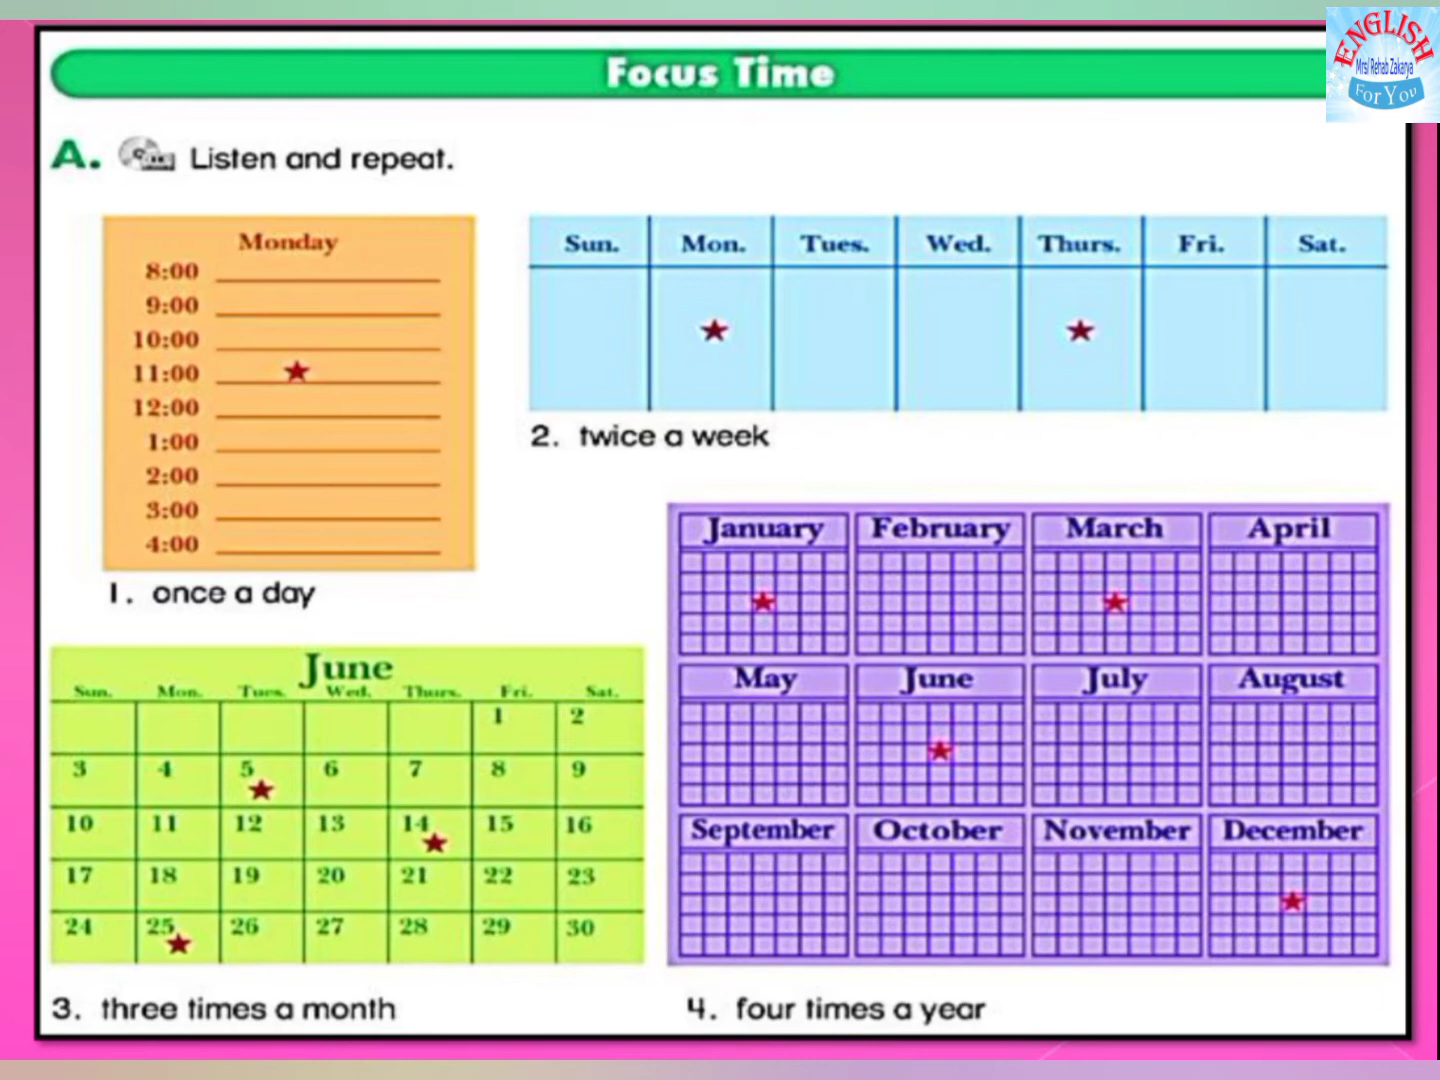 Focus Time
ENGLISH
Mrs/ Rehab Zakarya
For You
A. Listen and repeat.
Monday
8:00
9:00
10:00
11:00
12:00
1:00
2:00
3:00
4:00
1. once a day
Sun. Mon. Tues. Wed. Thurs. Fri. Sat.
2. twice a week
June
Sun. Mon. Tues. Wed. Thurs. Fri. Sat.
1 2
3 4 5 6 7 8 9
10 11 12 13 14 15 16
17 18 19 20 21 22 23
24 25 26 27 28 29 30
3. three times a month
January February March April
May June July August
September October November December
4. four times a year